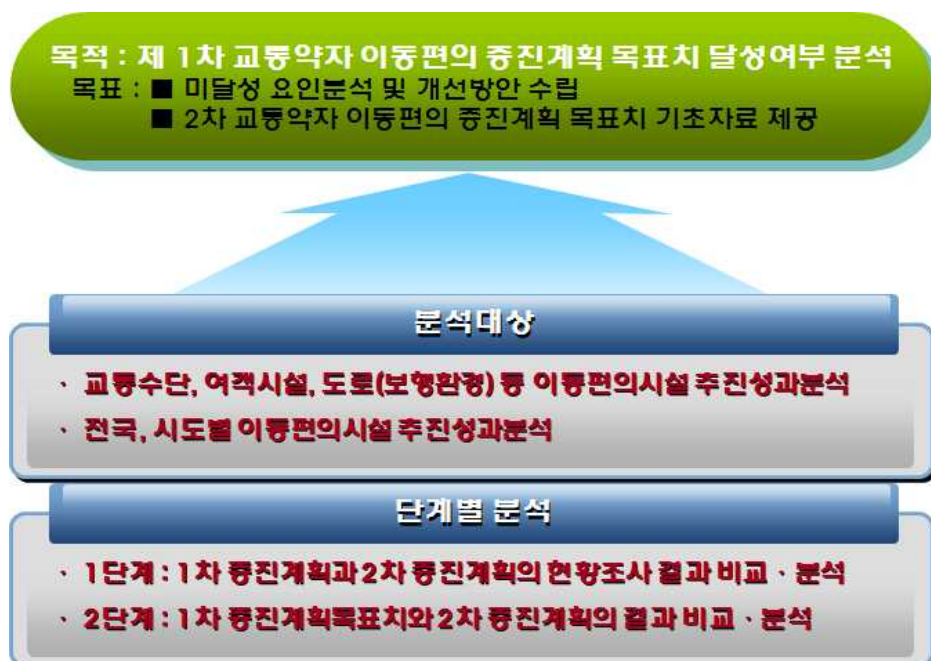 목적 : 제 1차 교통약자 이동편의 증진계획 목표치 달성여부 분석
목표 : ■ 미달성 요인분석 및 개선방안 수립
■ 2차 교통약자 이동편의 증진계획 목표치 기초자료 제공
분석대상
· 교통수단, 여객시설, 도로(보행환경) 등 이동편의시설 추진성과분석
· 전국, 시도별 이동편의시설 추진성과분석
단계별 분석
· 1단계 : 1차 증진계획과 2차 증진계획의 현황조사 결과 비교 · 분석
· 2단계 : 1차 증진계획목표치와 2차 증진계획의 결과 비교 · 분석